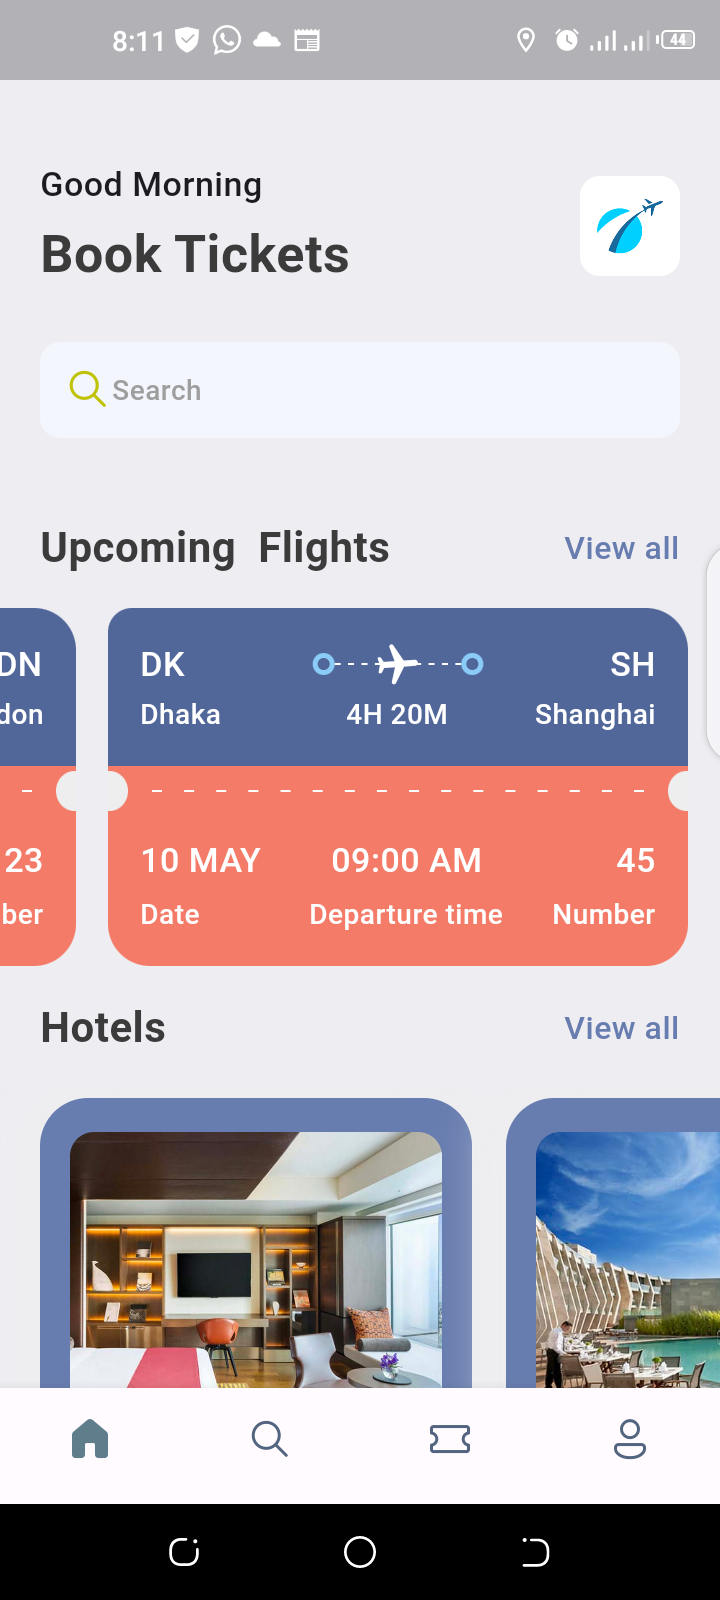 8:11
44
Good Morning
Book Tickets
Search
Upcoming  Flights
View all
DN
don
23
ber
DK
SH
Dhaka
4H 20M
Shanghai
10 MAY
09:00 AM
45
Date
Departure time
Number
Hotels
View all